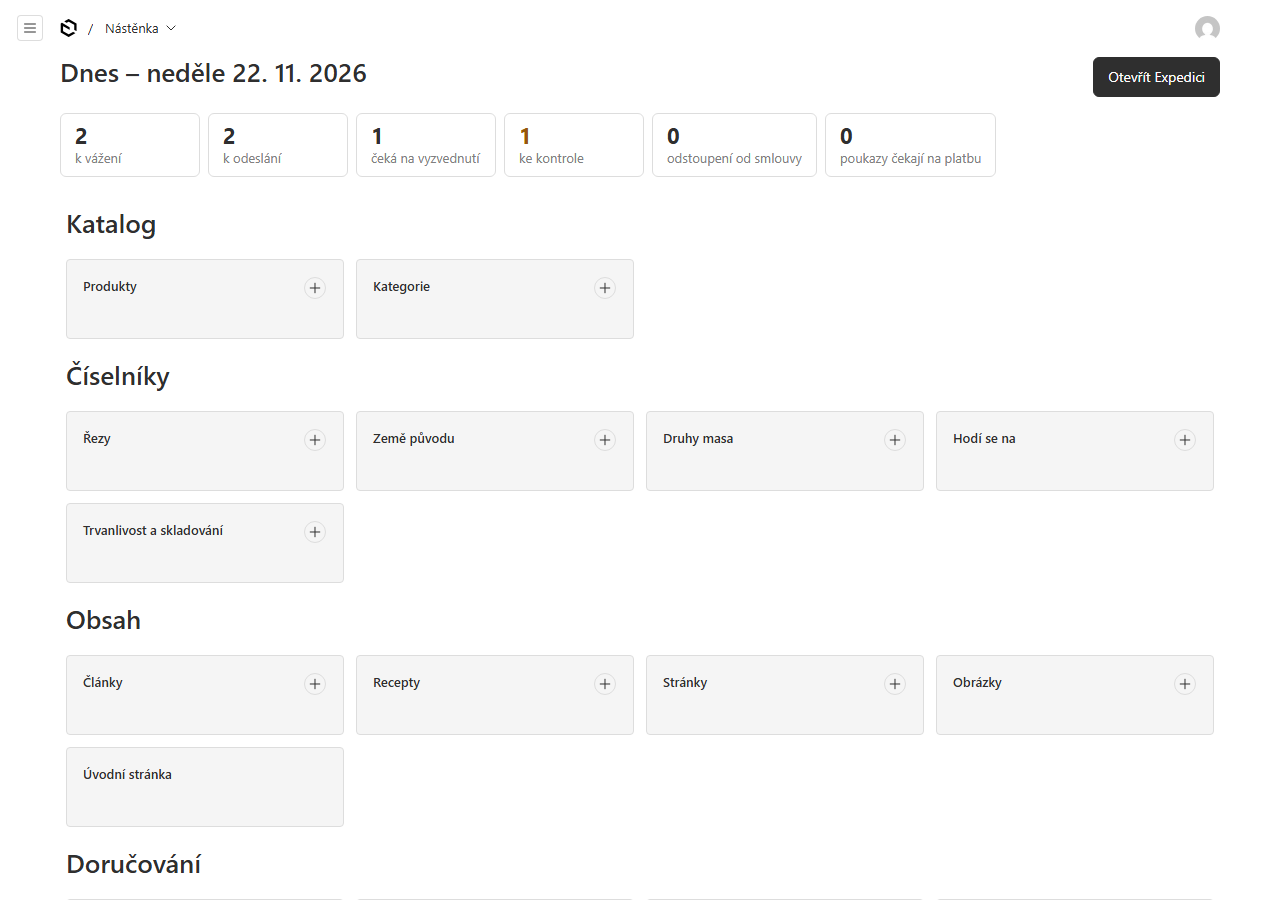 / Nástěnka
Dnes – neděle 22. 11. 2026
Otevřít Expedici
2
k vážení
2
k odeslání
1
čeká na vyzvednutí
1
ke kontrole
0
odstoupení od smlouvy
0
poukazy čekají na platbu
Katalog
Produkty
Kategorie
Číselníky
Řezy
Země původu
Druhy masa
Hodí se na
Trvanlivost a skladování
Obsah
Články
Recepty
Stránky
Obrázky
Úvodní stránka
Doručování